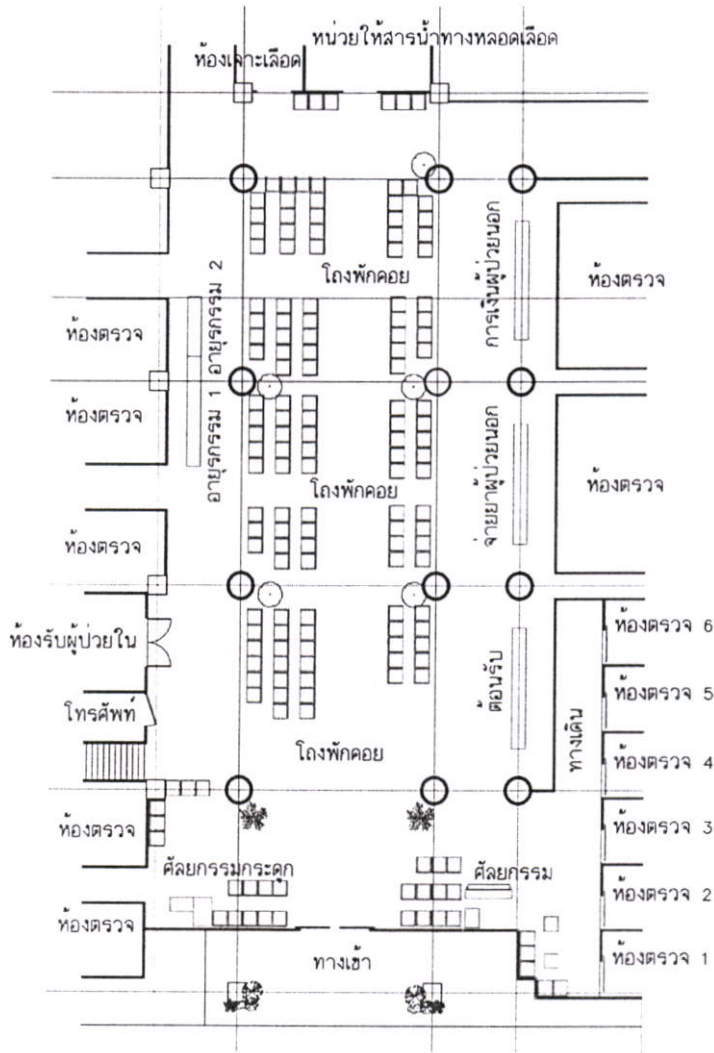 หน่วยให้สารน้ำทางหลอดเลือด
ห้องเจาะเลือด
โถงพักคอย
การเงินผู้ป่วยนอก
ห้องตรวจ
อายุรกรรม 2
ห้องตรวจ
ห้องตรวจ
อายุรกรรม 1
โถงพักคอย
จ่ายยาผู้ป่วยนอก
ห้องตรวจ
ห้องตรวจ
ห้องตรวจ 6
ห้องรับผู้ป่วยใน
ต้อนรับ
ห้องตรวจ 5
โทรศัพท์
โถงพักคอย
ทางเดิน
ห้องตรวจ 4
ห้องตรวจ
ห้องตรวจ 3
ศัลยกรรมกระดูก
ศัลยกรรม
ห้องตรวจ 2
ห้องตรวจ
ทางเข้า
ห้องตรวจ 1